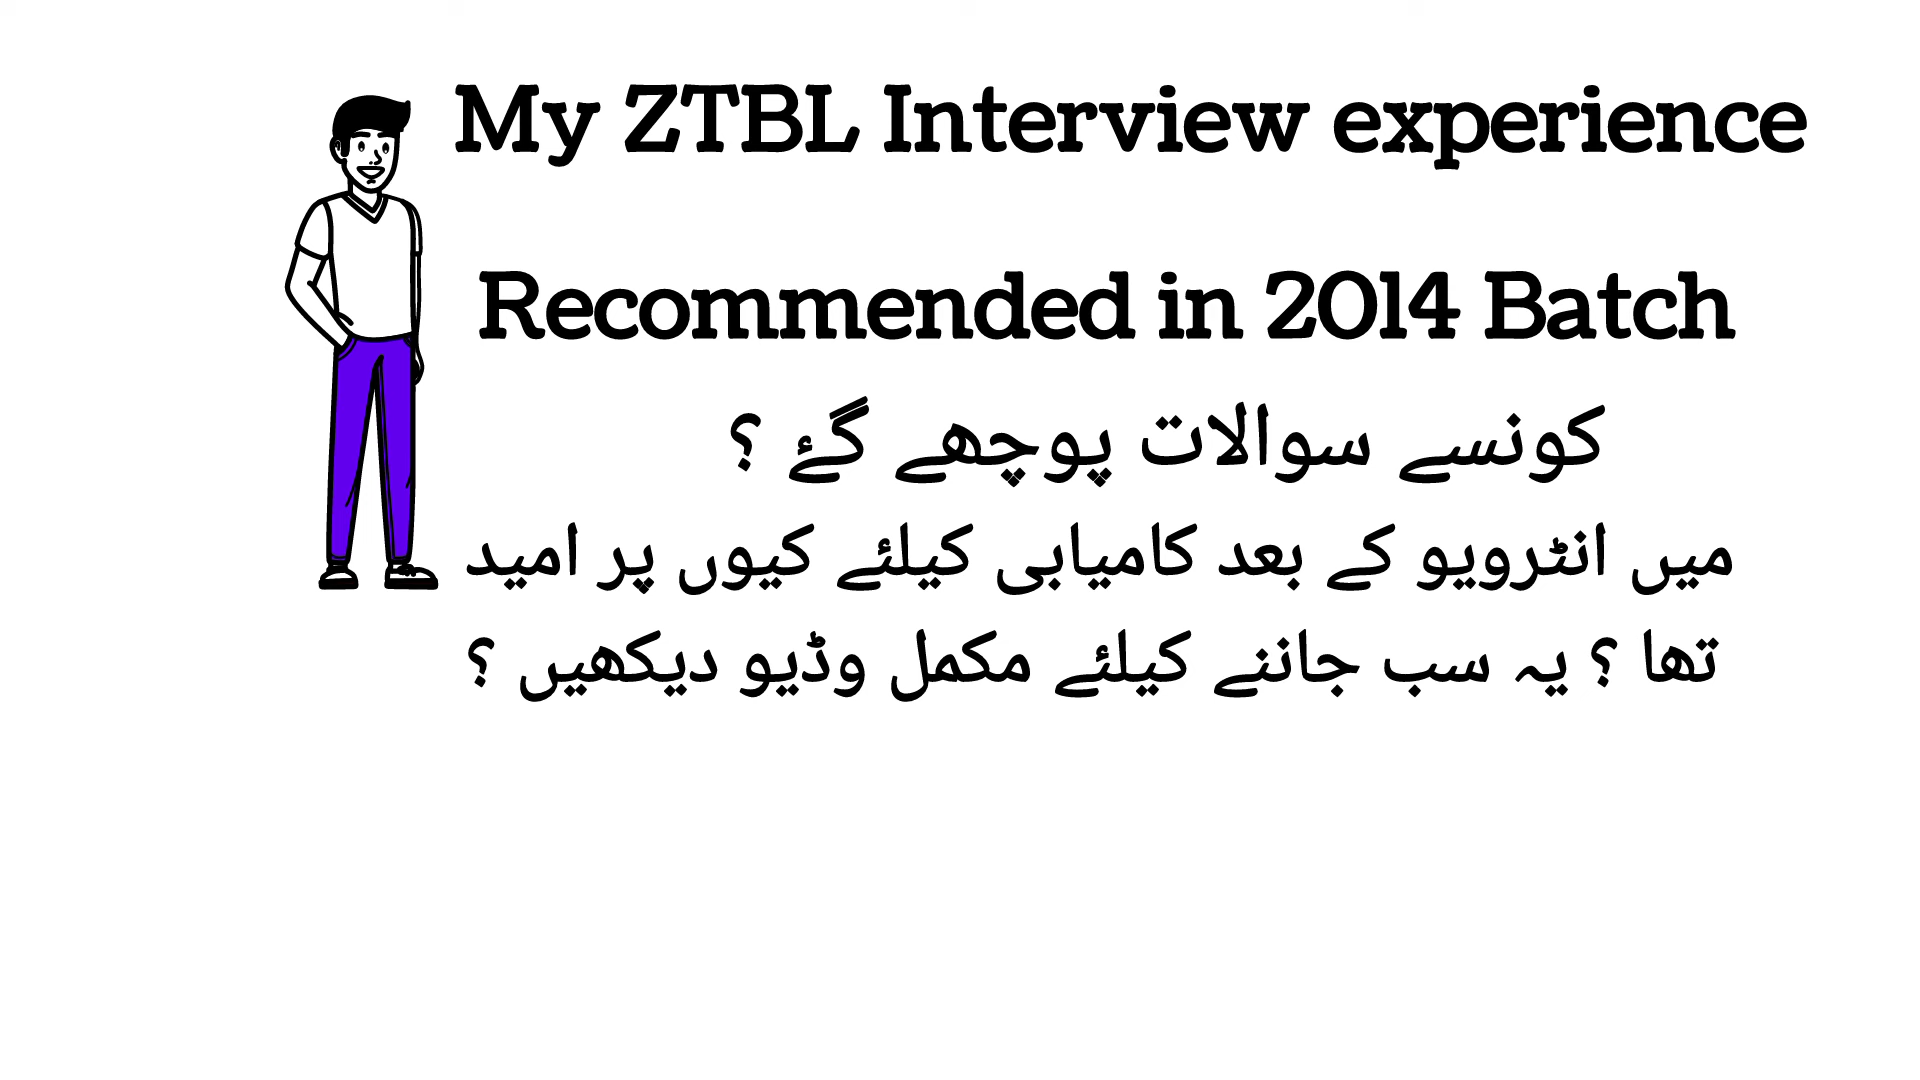 My ZTBL Interview experience
Recommended in 2014 Batch
کونسے سوالات پوچھے گۓ ؟
میں انٹرویو کے بعد کامیابی کیلئے کیوں پر امید
تھا ؟ یہ سب جاننے کیلئے مکمل وڈیو دیکھیں ؟